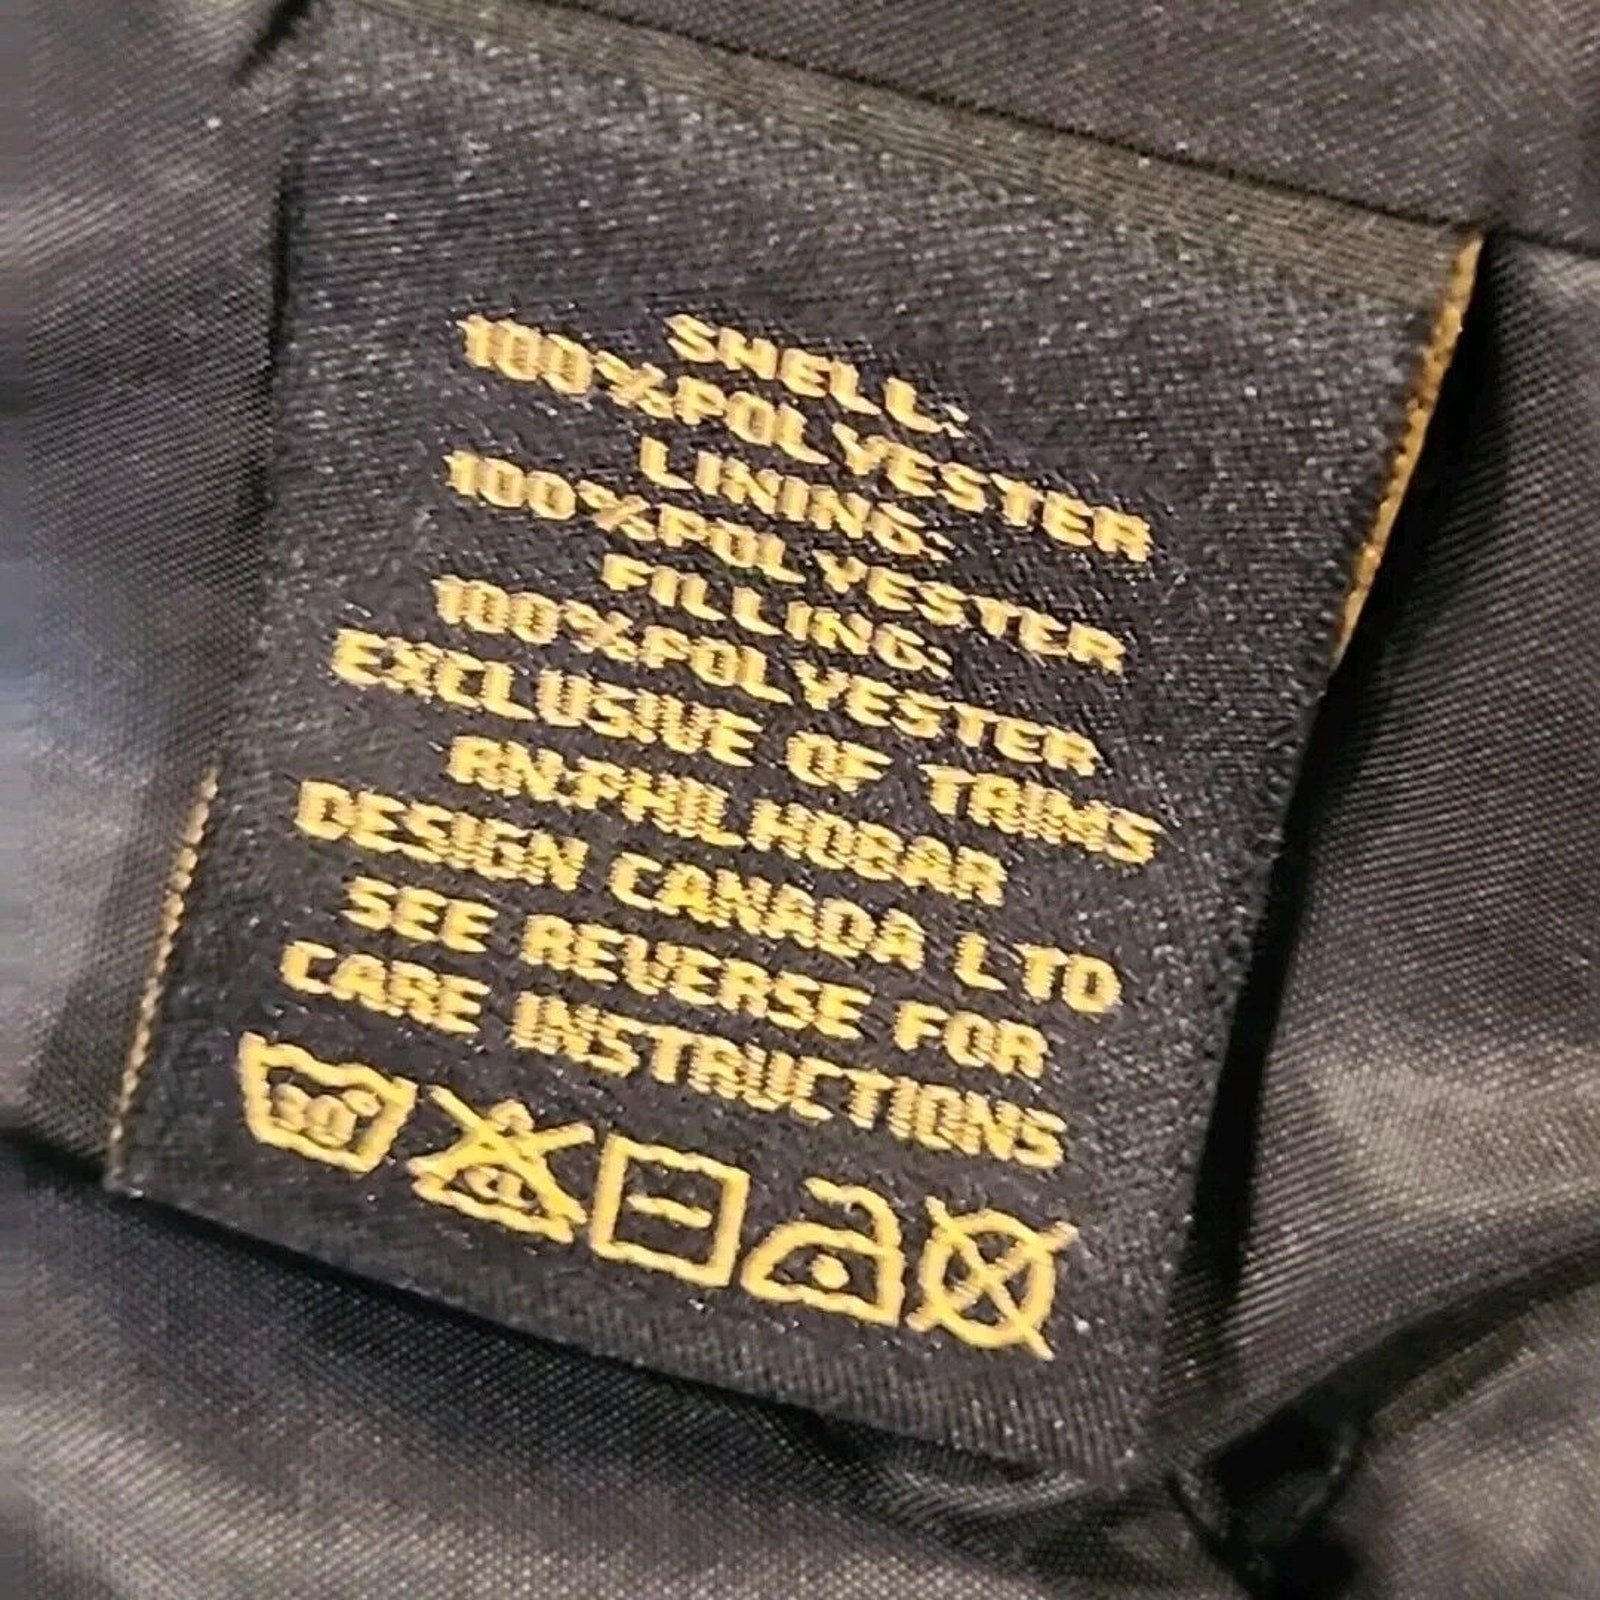 SHELL:
100%POLYESTER
LINING:
100%POLYESTER
FILLING:
100%POLYESTER
EXCLUSIVE OF TRIMS
RN:PHILHOBAR
DESIGN CANADA LTD
SEE REVERSE FOR
CARE INSTRUCTIONS
30° cl